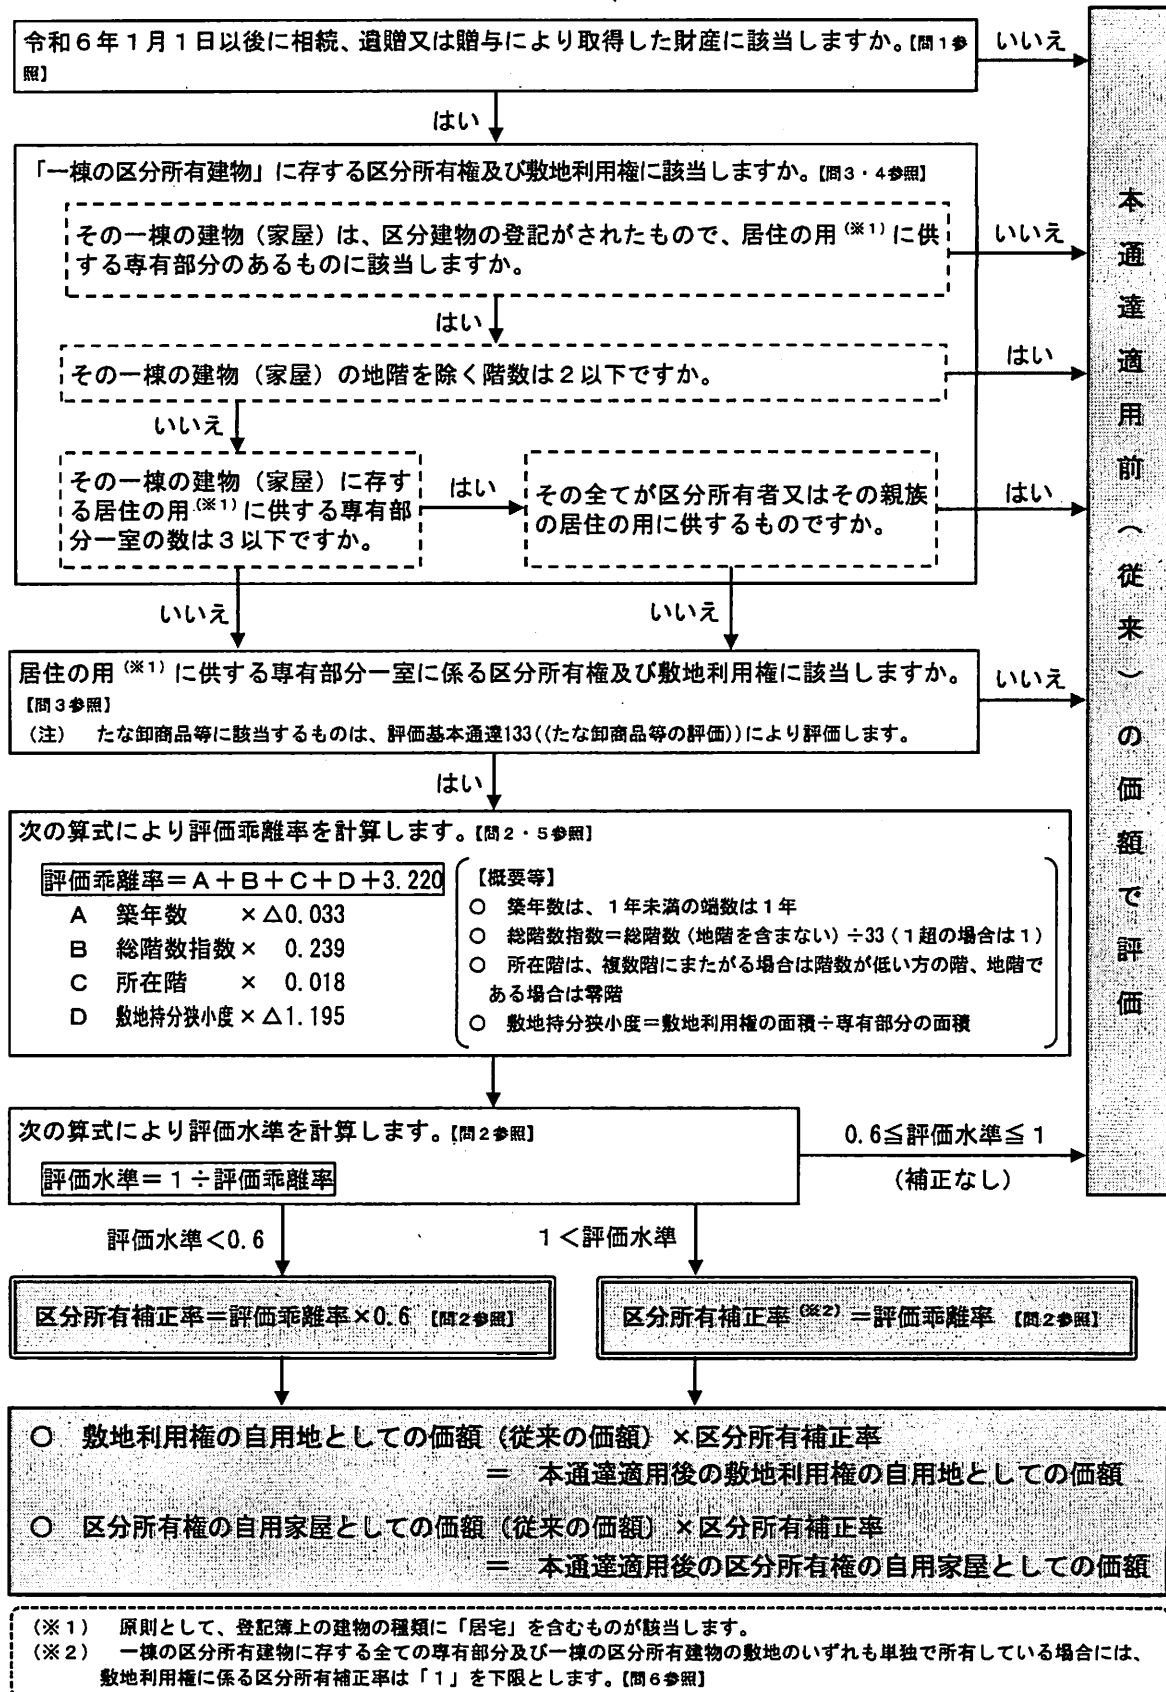 令和６年１月１日以後に相続、遺贈又は贈与により取得した財産に該当しますか。【問１参
照】
いいえ
はい
「一棟の区分所有建物」に存する区分所有権及び敷地利用権に該当しますか。【問３・４参照】
その一棟の建物（家屋）は、区分建物の登記がされたもので、居住の用(※1)に供
する専有部分のあるものに該当しますか。
いいえ
はい
その一棟の建物（家屋）の地階を除く階数は２以下ですか。
はい
いいえ
その一棟の建物（家屋）に存す
る居住の用(※1)に供する専有部
分一室の数は３以下ですか。
はい
その全てが区分所有者又はその親族
の居住の用に供するものですか。
はい
いいえ
いいえ
居住の用(※1)に供する専有部分一室に係る区分所有権及び敷地利用権に該当しますか。
【問３参照】
（注）　たな卸商品等に該当するものは、評価基本通達133((たな卸商品等の評価))により評価します。
いいえ
はい
次の算式により評価乖離率を計算します。【問２・５参照】
評価乖離率＝Ａ＋Ｂ＋Ｃ＋Ｄ＋3.220
Ａ　築年数　×△0.033
Ｂ　総階数指数×　0.239
Ｃ　所在階　×　0.018
Ｄ　敷地持分狭小度×△1.195
【概要等】
○　築年数は、１年未満の端数は１年
○　総階数指数＝総階数（地階を含まない）÷33（１超の場合は１）
○　所在階は、複数階にまたがる場合は階数が低い方の階、地階で
ある場合は零階
○　敷地持分狭小度＝敷地利用権の面積÷専有部分の面積
次の算式により評価水準を計算します。【問２参照】
評価水準＝１÷評価乖離率
0.6≦評価水準≦１
（補正なし）
評価水準＜0.6
１＜評価水準
区分所有補正率＝評価乖離率×0.6【問２参照】
区分所有補正率(※2)＝評価乖離率【問２参照】
本通達適用前（従来）の価額で評価
○　敷地利用権の自用地としての価額（従来の価額）×区分所有補正率
＝　本通達適用後の敷地利用権の自用地としての価額
○　区分所有権の自用家屋としての価額（従来の価額）×区分所有補正率
＝　本通達適用後の区分所有権の自用家屋としての価額
（※１）　原則として、登記簿上の建物の種類に「居宅」を含むものが該当します。
（※２）　一棟の区分所有建物に存する全ての専有部分及び一棟の区分所有建物の敷地のいずれも単独で所有している場合には、
敷地利用権に係る区分所有補正率は「１」を下限とします。【問６参照】